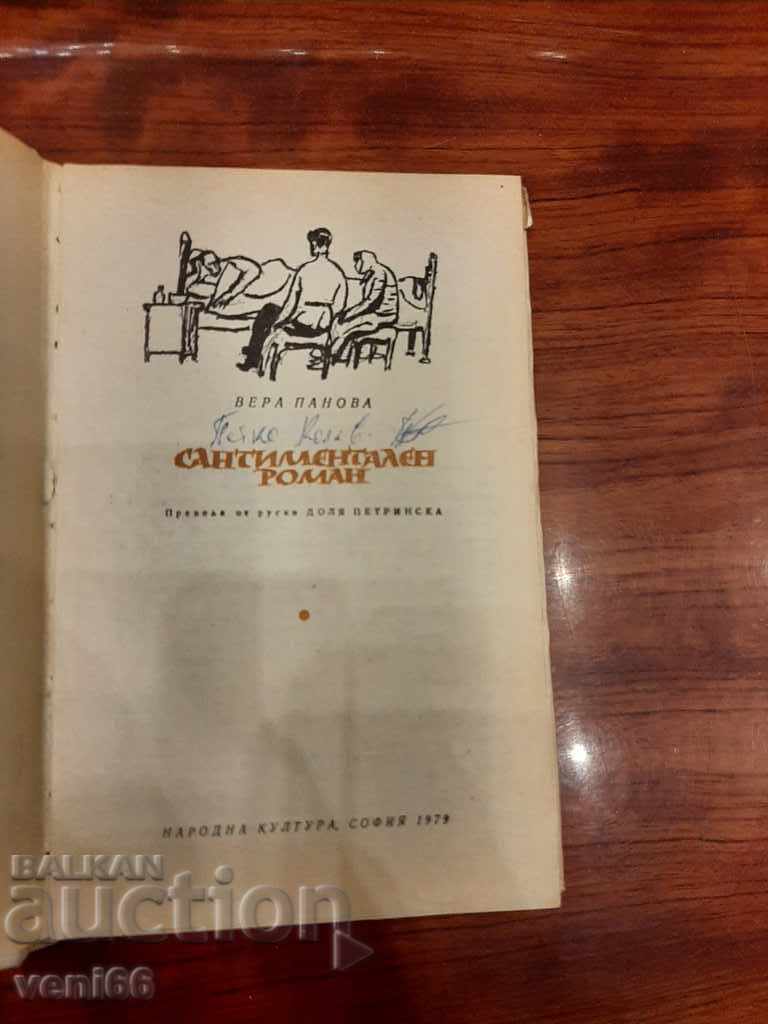 ВЕРА ПАНОВА
САНТИМЕНТАЛЕН
РОМАН
Превела от руски ДОЛЯ ПЕТРИНСКА
НАРОДНА КУЛТУРА, СОФИЯ 1979
BALKAN
auction
veni66